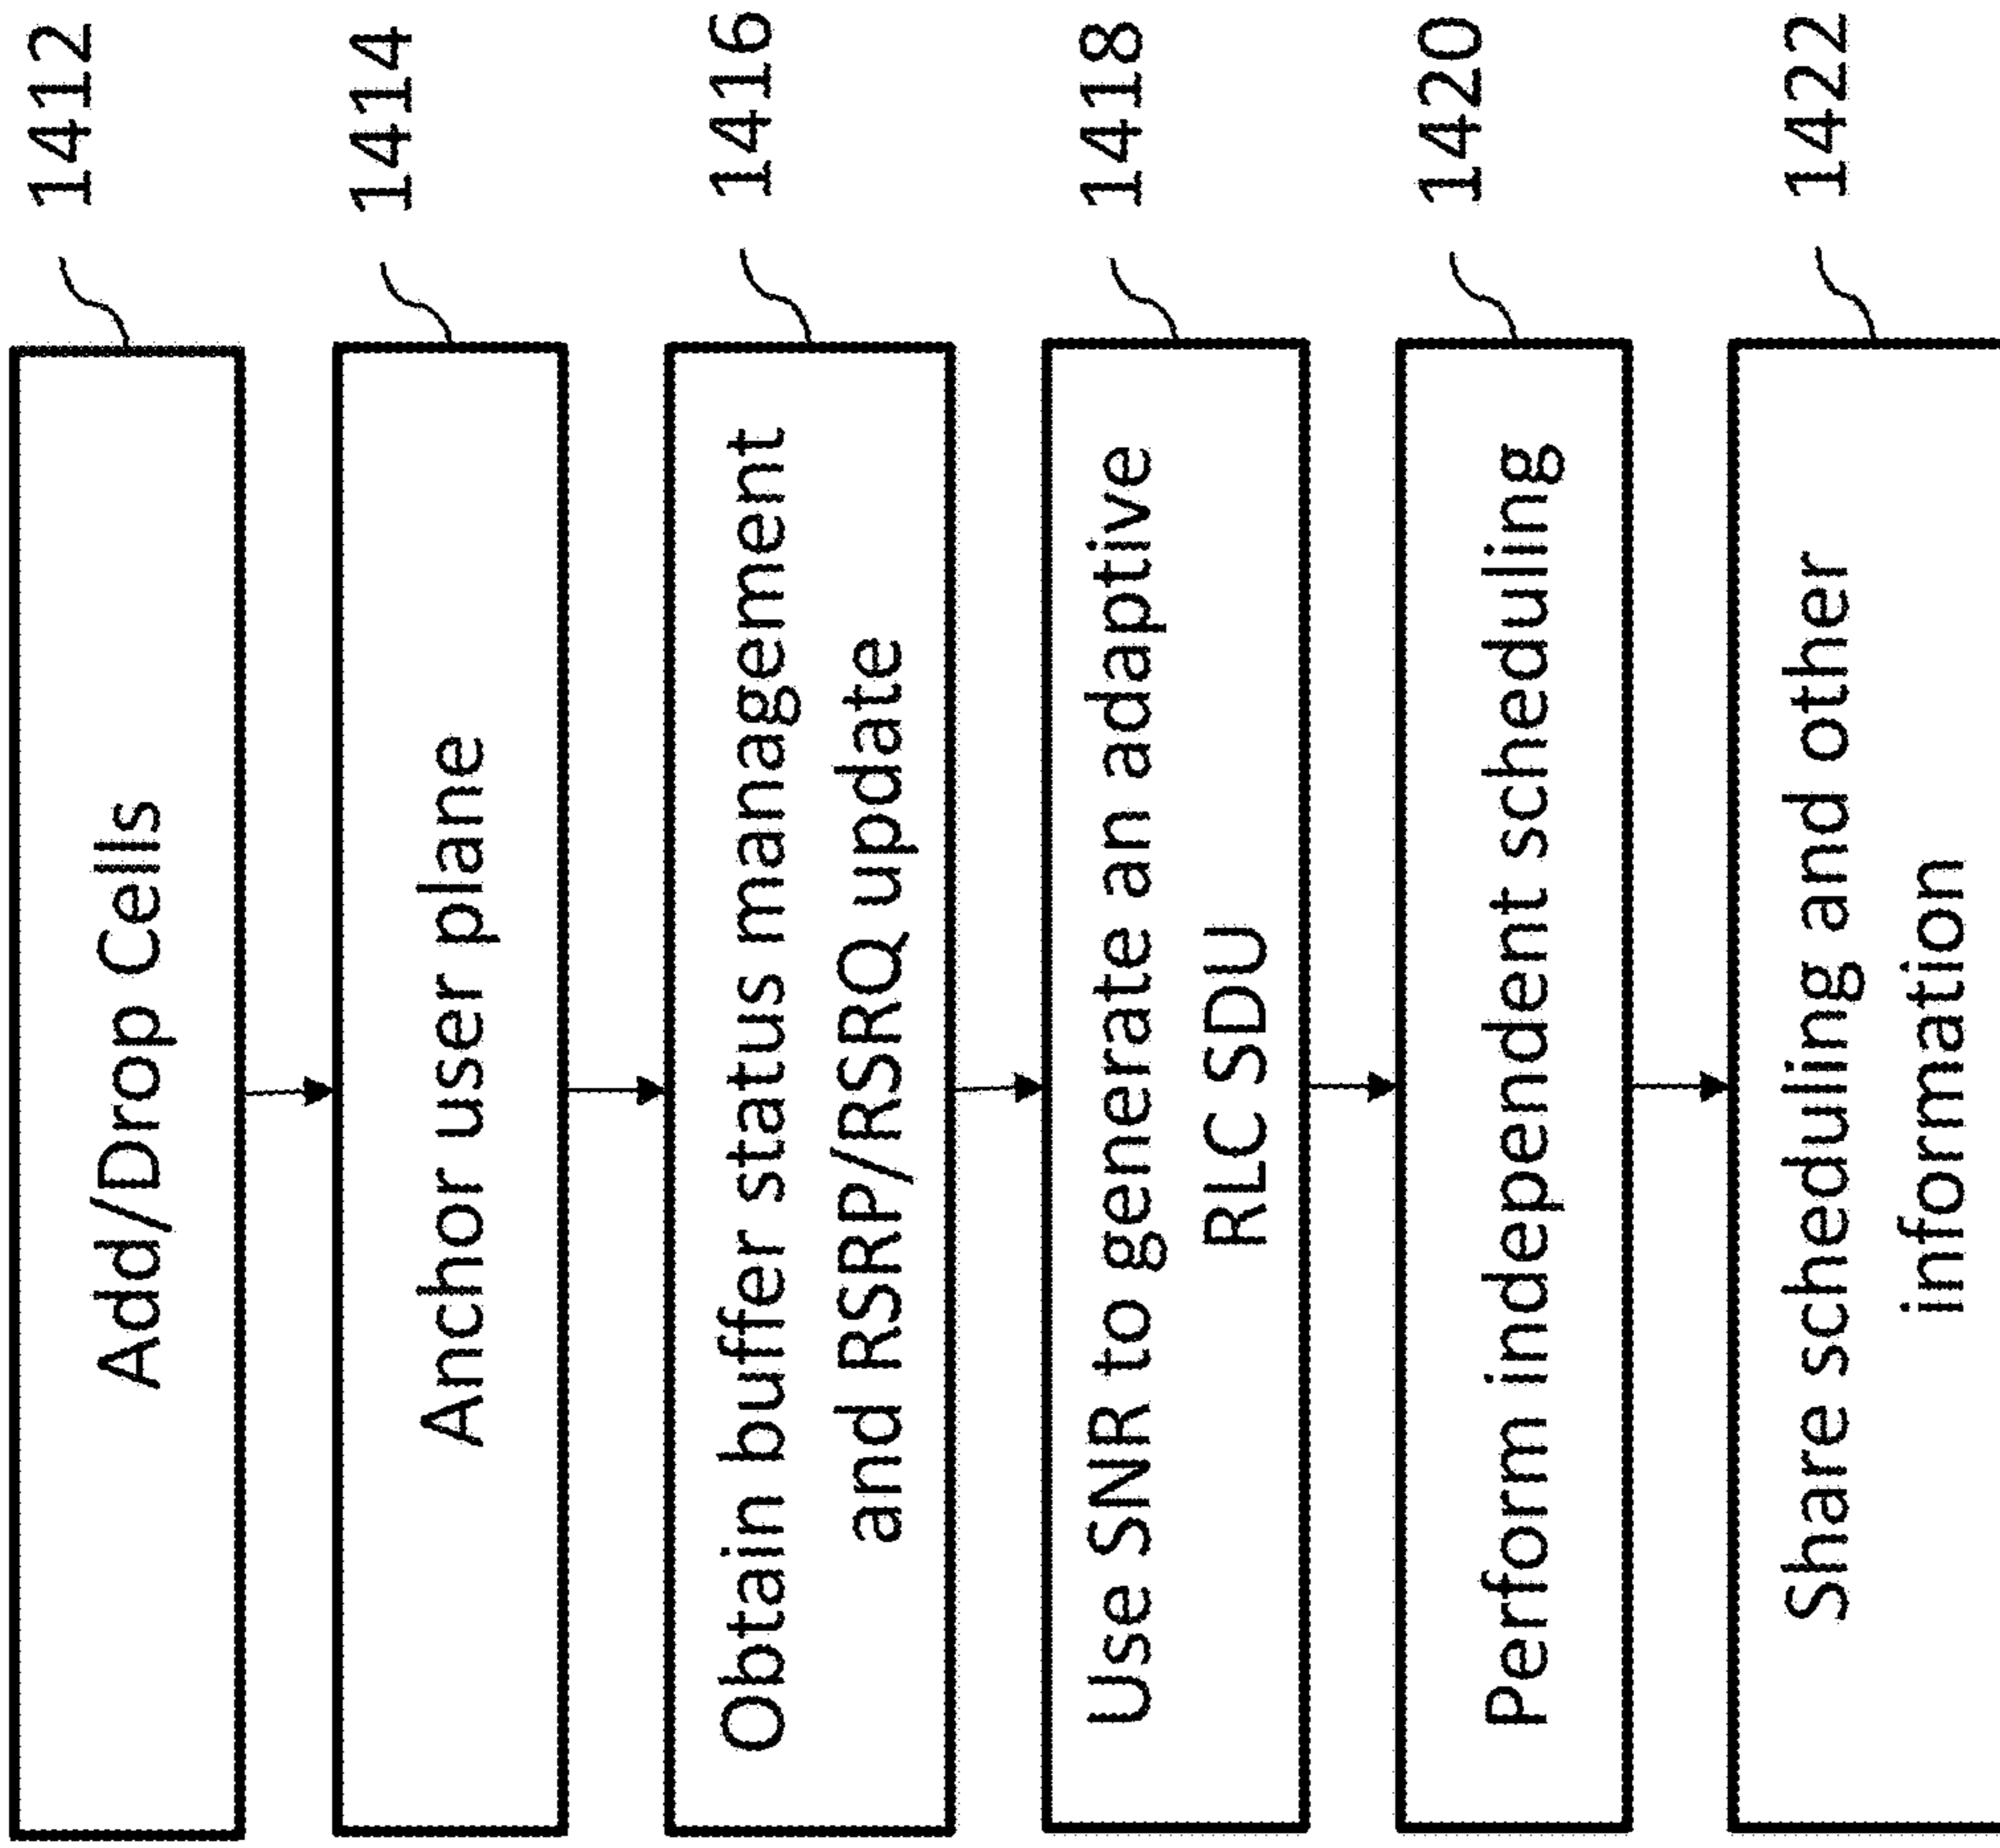 Add/Drop Cells
1412
Anchor user plane
1414
Obtain buffer status management
and RSRP/RSRQ update
1416
Use SNR to generate an adaptive
RLC SDU
1418
Perform independent scheduling
1420
Share scheduling and other
information
1422